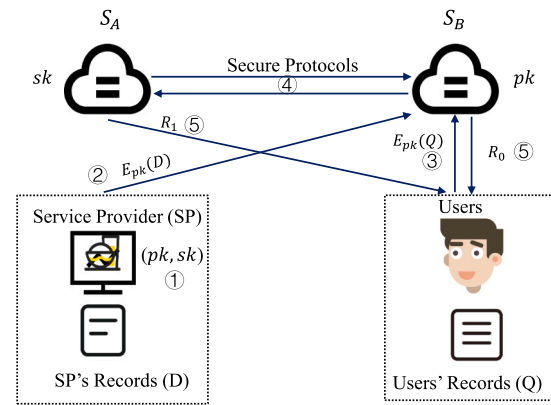 S_A
S_B
sk
Secure Protocols
pk
④
R_1 ⑤
② E_pk(D)
E_pk(Q)
③
R_0 ⑤
Service Provider (SP)
Users
(pk, sk)
①
SP's Records (D)
Users' Records (Q)